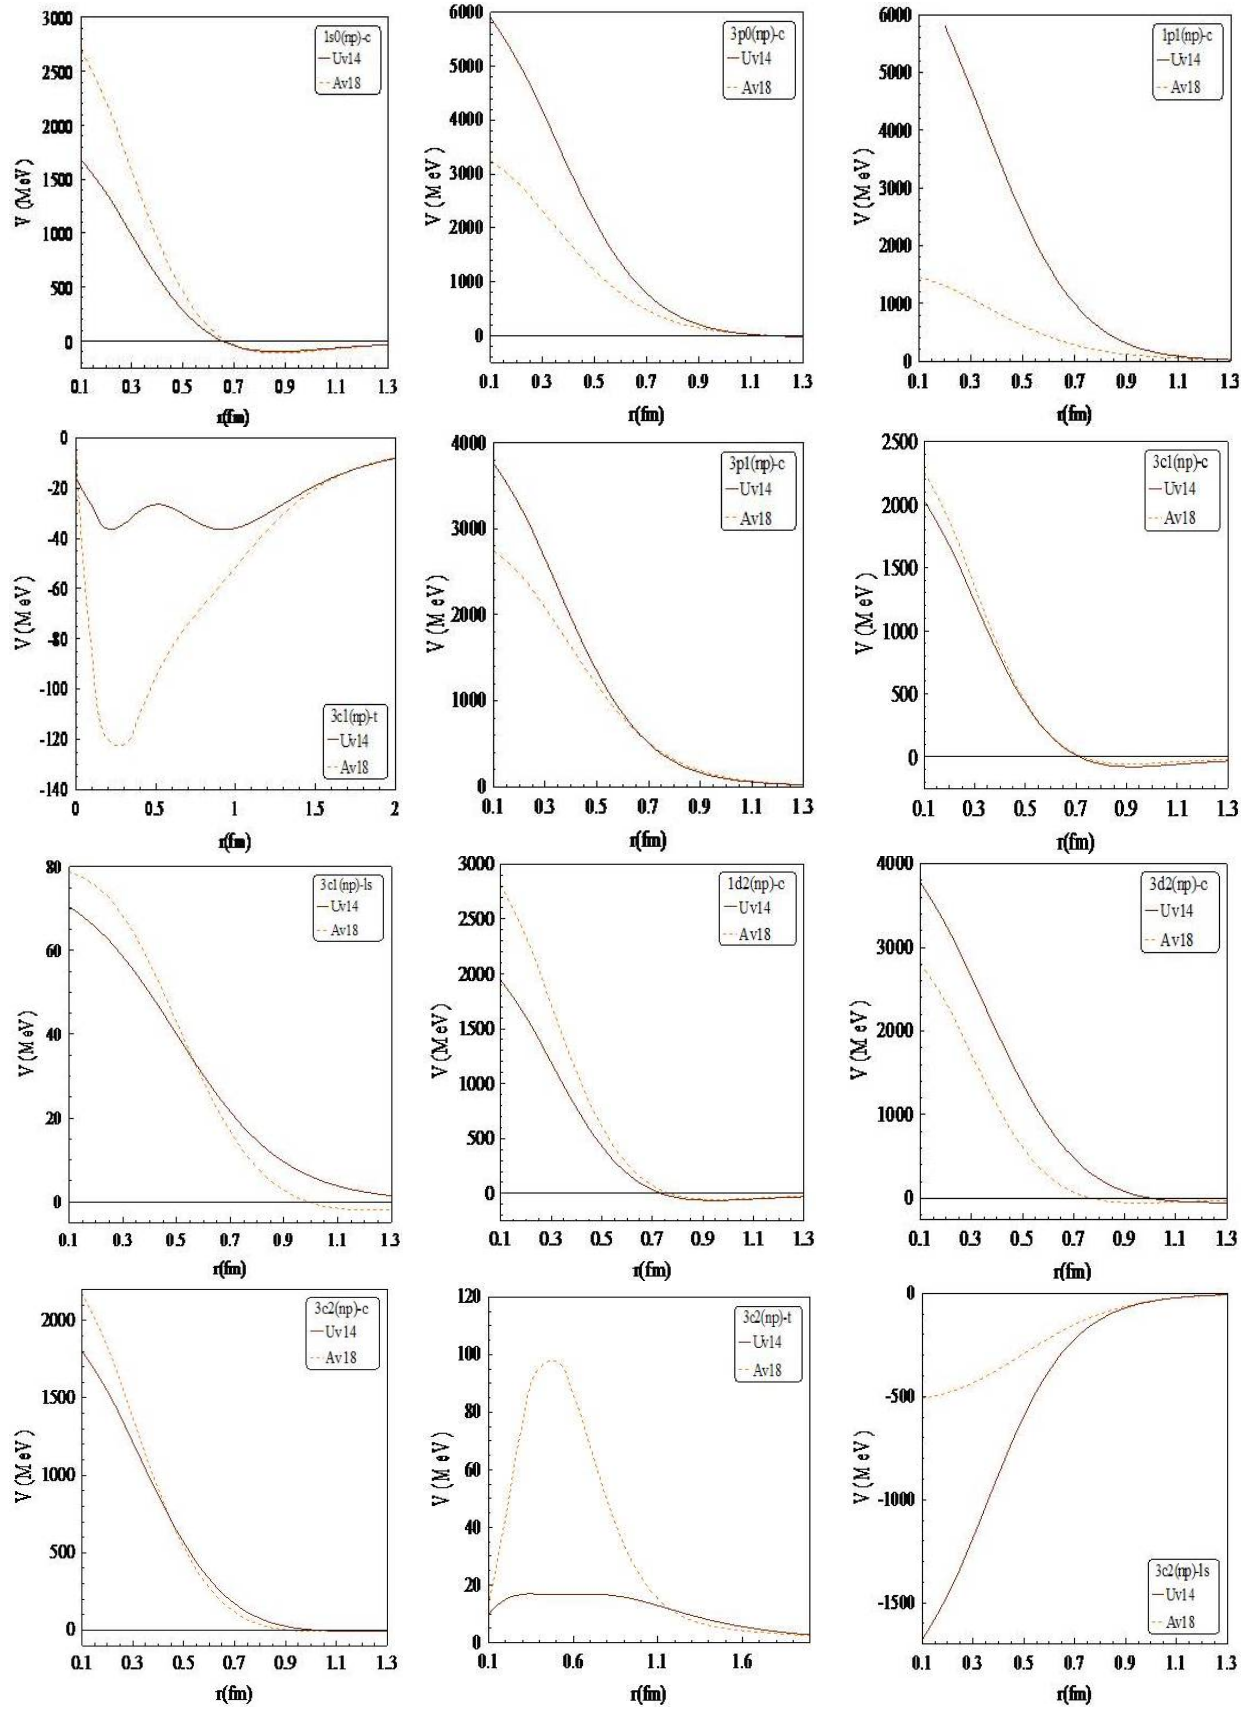 3000
2500
2000
1500
1000
500
0
V (MeV)
1s0(np)-c
Uv14
Av18
0.1 0.3 0.5 0.7 0.9 1.1 1.3
r(fm)
6000
5000
4000
3000
2000
1000
0
V (MeV)
3p0(np)-c
Uv14
Av18
0.1 0.3 0.5 0.7 0.9 1.1 1.3
r(fm)
6000
5000
4000
3000
2000
1000
0
V (MeV)
1p1(np)-c
Uv14
Av18
0.1 0.3 0.5 0.7 0.9 1.1 1.3
r(fm)
0
-20
-40
-60
-80
-100
-120
-140
V (MeV)
3c1(np)-t
Uv14
Av18
0 0.5 1 1.5 2
r(fm)
4000
3000
2000
1000
0
V (MeV)
3p1(np)-c
Uv14
Av18
0.1 0.3 0.5 0.7 0.9 1.1 1.3
r(fm)
2500
2000
1500
1000
500
0
V (MeV)
3c1(np)-c
Uv14
Av18
0.1 0.3 0.5 0.7 0.9 1.1 1.3
r(fm)
80
60
40
20
0
V (MeV)
3c1(np)-ls
Uv14
Av18
0.1 0.3 0.5 0.7 0.9 1.1 1.3
r(fm)
3000
2500
2000
1500
1000
500
0
V (MeV)
1d2(np)-c
Uv14
Av18
0.1 0.3 0.5 0.7 0.9 1.1 1.3
r(fm)
4000
3000
2000
1000
0
V (MeV)
3d2(np)-c
Uv14
Av18
0.1 0.3 0.5 0.7 0.9 1.1 1.3
r(fm)
2000
1500
1000
500
0
V (MeV)
3c2(np)-c
Uv14
Av18
0.1 0.3 0.5 0.7 0.9 1.1 1.3
r(fm)
120
100
80
60
40
20
0
V (MeV)
3c2(np)-t
Uv14
Av18
0.1 0.6 1.1 1.6
r(fm)
0
-500
-1000
-1500
V (MeV)
3c2(np)-ls
Uv14
Av18
0.1 0.3 0.5 0.7 0.9 1.1 1.3
r(fm)